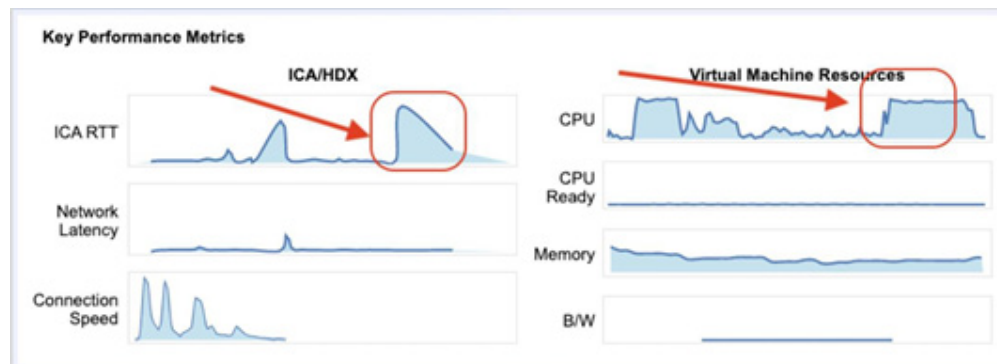 Key Performance Metrics
ICA/HDX
ICA RTT
Network
Latency
Connection
Speed
Virtual Machine Resources
CPU
CPU
Ready
Memory
B/W